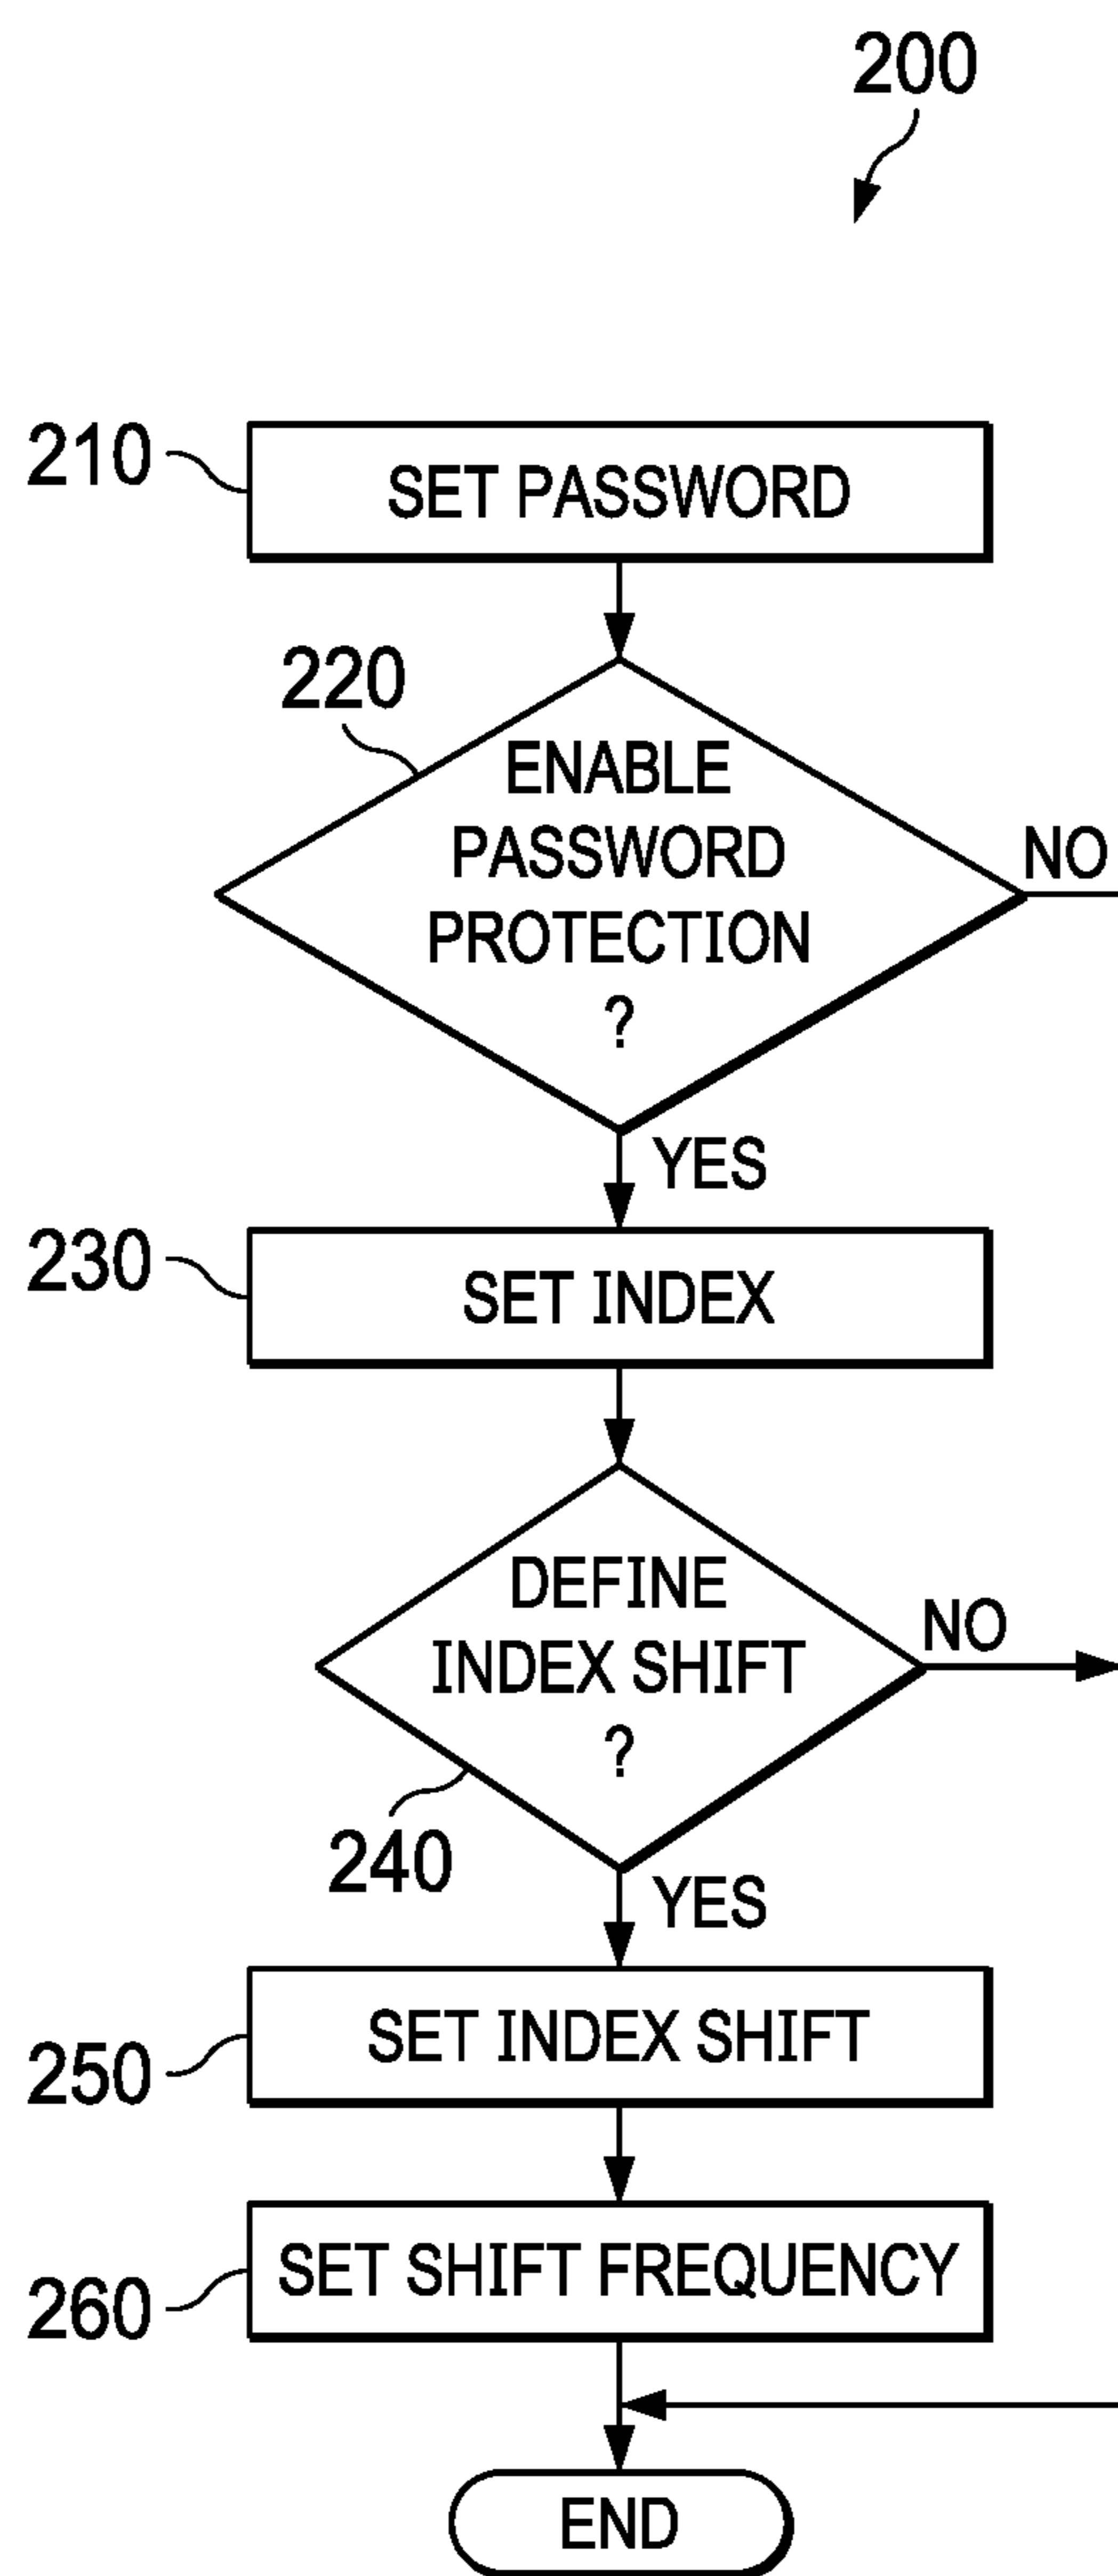 200
210
SET PASSWORD
220
ENABLE
PASSWORD
PROTECTION
?
NO
YES
230
SET INDEX
DEFINE
INDEX SHIFT
?
NO
240
YES
250
SET INDEX SHIFT
260
SET SHIFT FREQUENCY
END